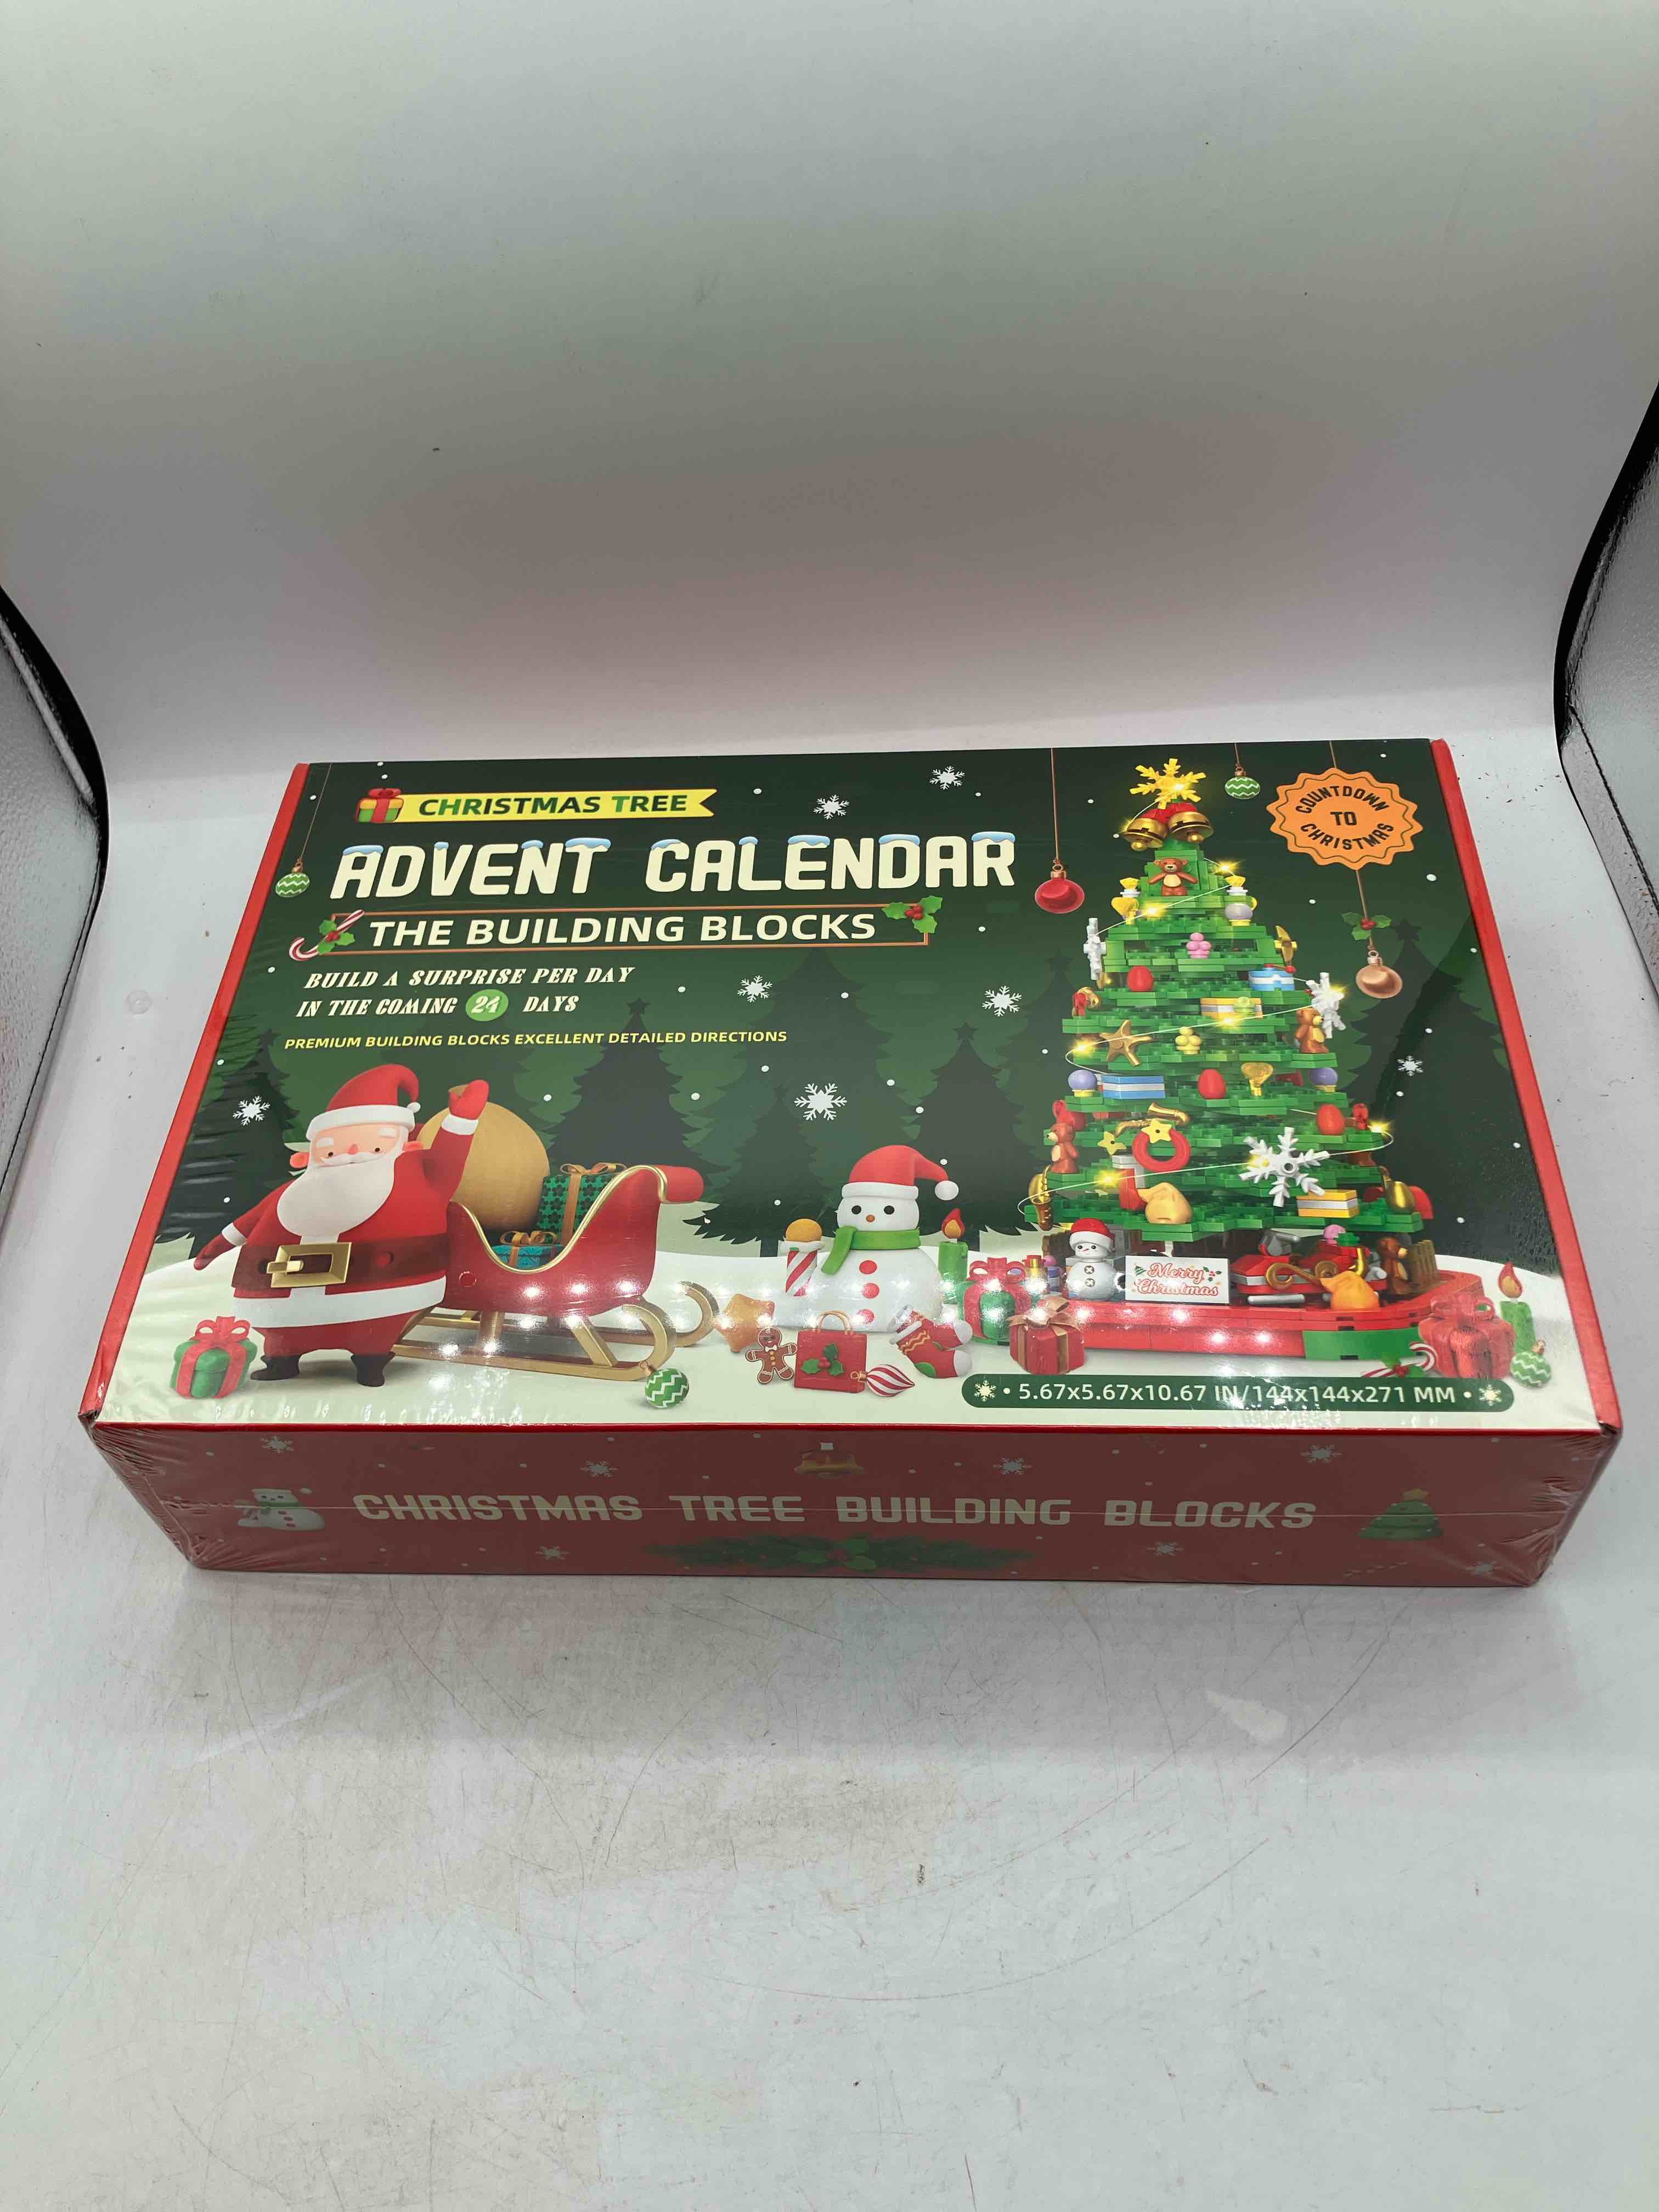 CHRISTMAS TREE
ADVENT CALENDAR
THE BUILDING BLOCKS
BUILD A SURPRISE PER DAY
IN THE COMING 24 DAYS
PREMIUM BUILDING BLOCKS EXCELLENT DETAILED DIRECTIONS
COUNTDOWN
TO
CHRISTMAS
Merry
Christmas
5.67x5.67x10.67 IN/144x144x271 MM
CHRISTMAS TREE BUILDING BLOCKS